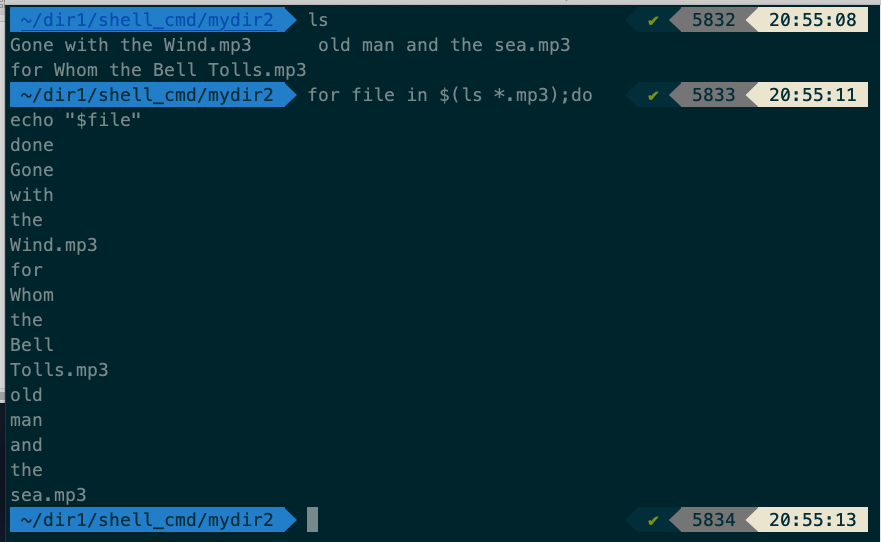 ~/dir1/shell_cmd/mydir2 ls ✔ 5832 20:55:08
Gone with the Wind.mp3 old man and the sea.mp3
for Whom the Bell Tolls.mp3
~/dir1/shell_cmd/mydir2 for file in $(ls *.mp3);do ✔ 5833 20:55:11
echo "$file"
done
Gone
with
the
Wind.mp3
for
Whom
the
Bell
Tolls.mp3
old
man
and
the
sea.mp3
~/dir1/shell_cmd/mydir2 ✔ 5834 20:55:13